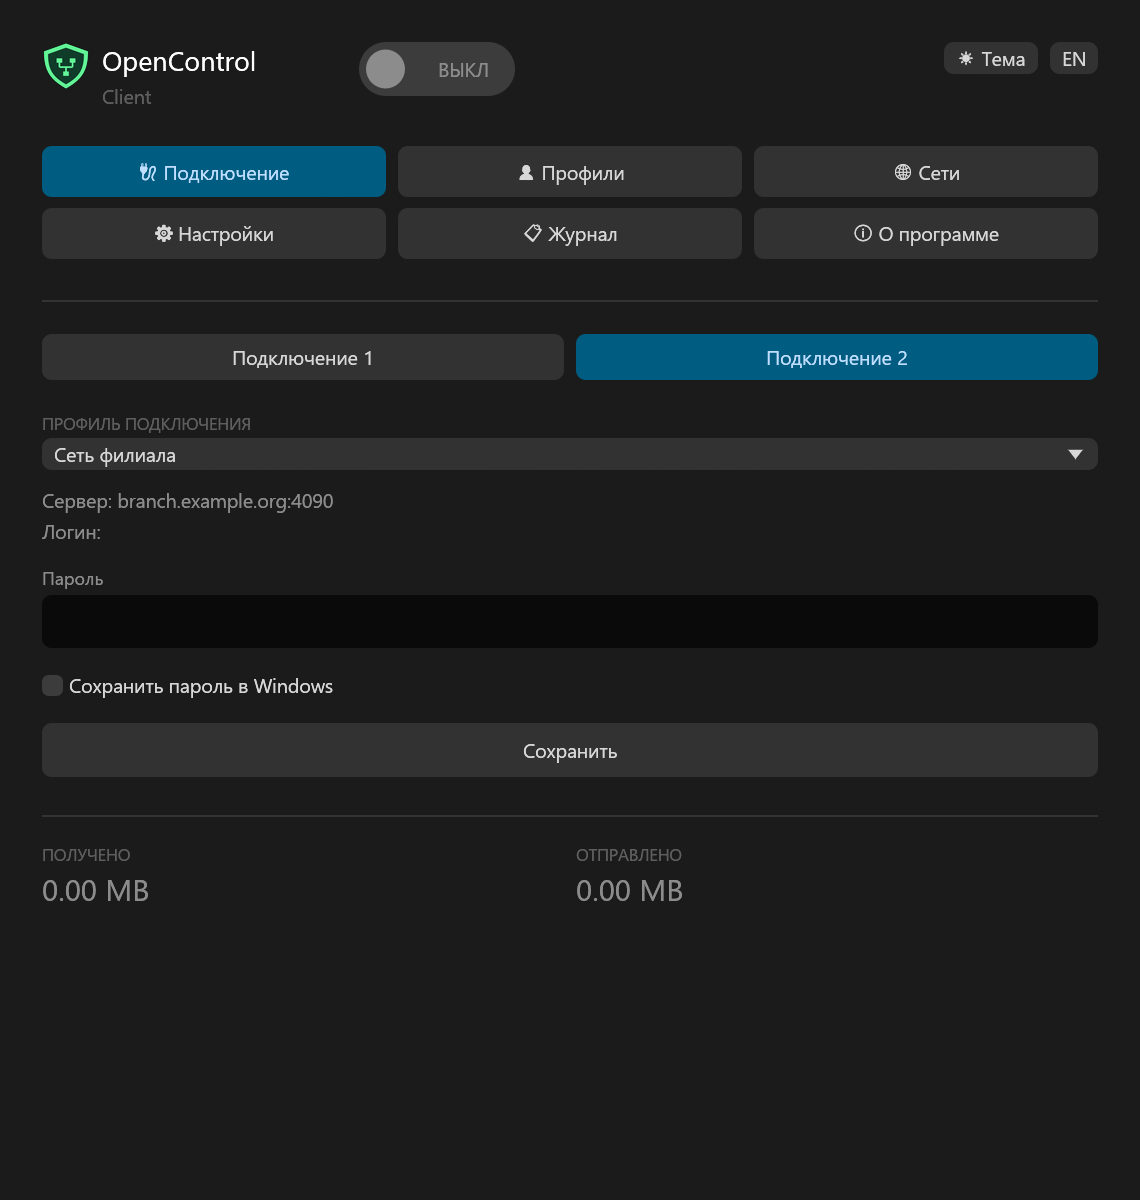 OpenControl
Client
ВЫКЛ
Тема
EN
Подключение
Профили
Сети
Настройки
Журнал
О программе
Подключение 1
Подключение 2
ПРОФИЛЬ ПОДКЛЮЧЕНИЯ
Сеть филиала
Сервер: branch.example.org:4090
Логин:
Пароль
Сохранить пароль в Windows
Сохранить
ПОЛУЧЕНО
ОТПРАВЛЕНО
0.00 MB
0.00 MB